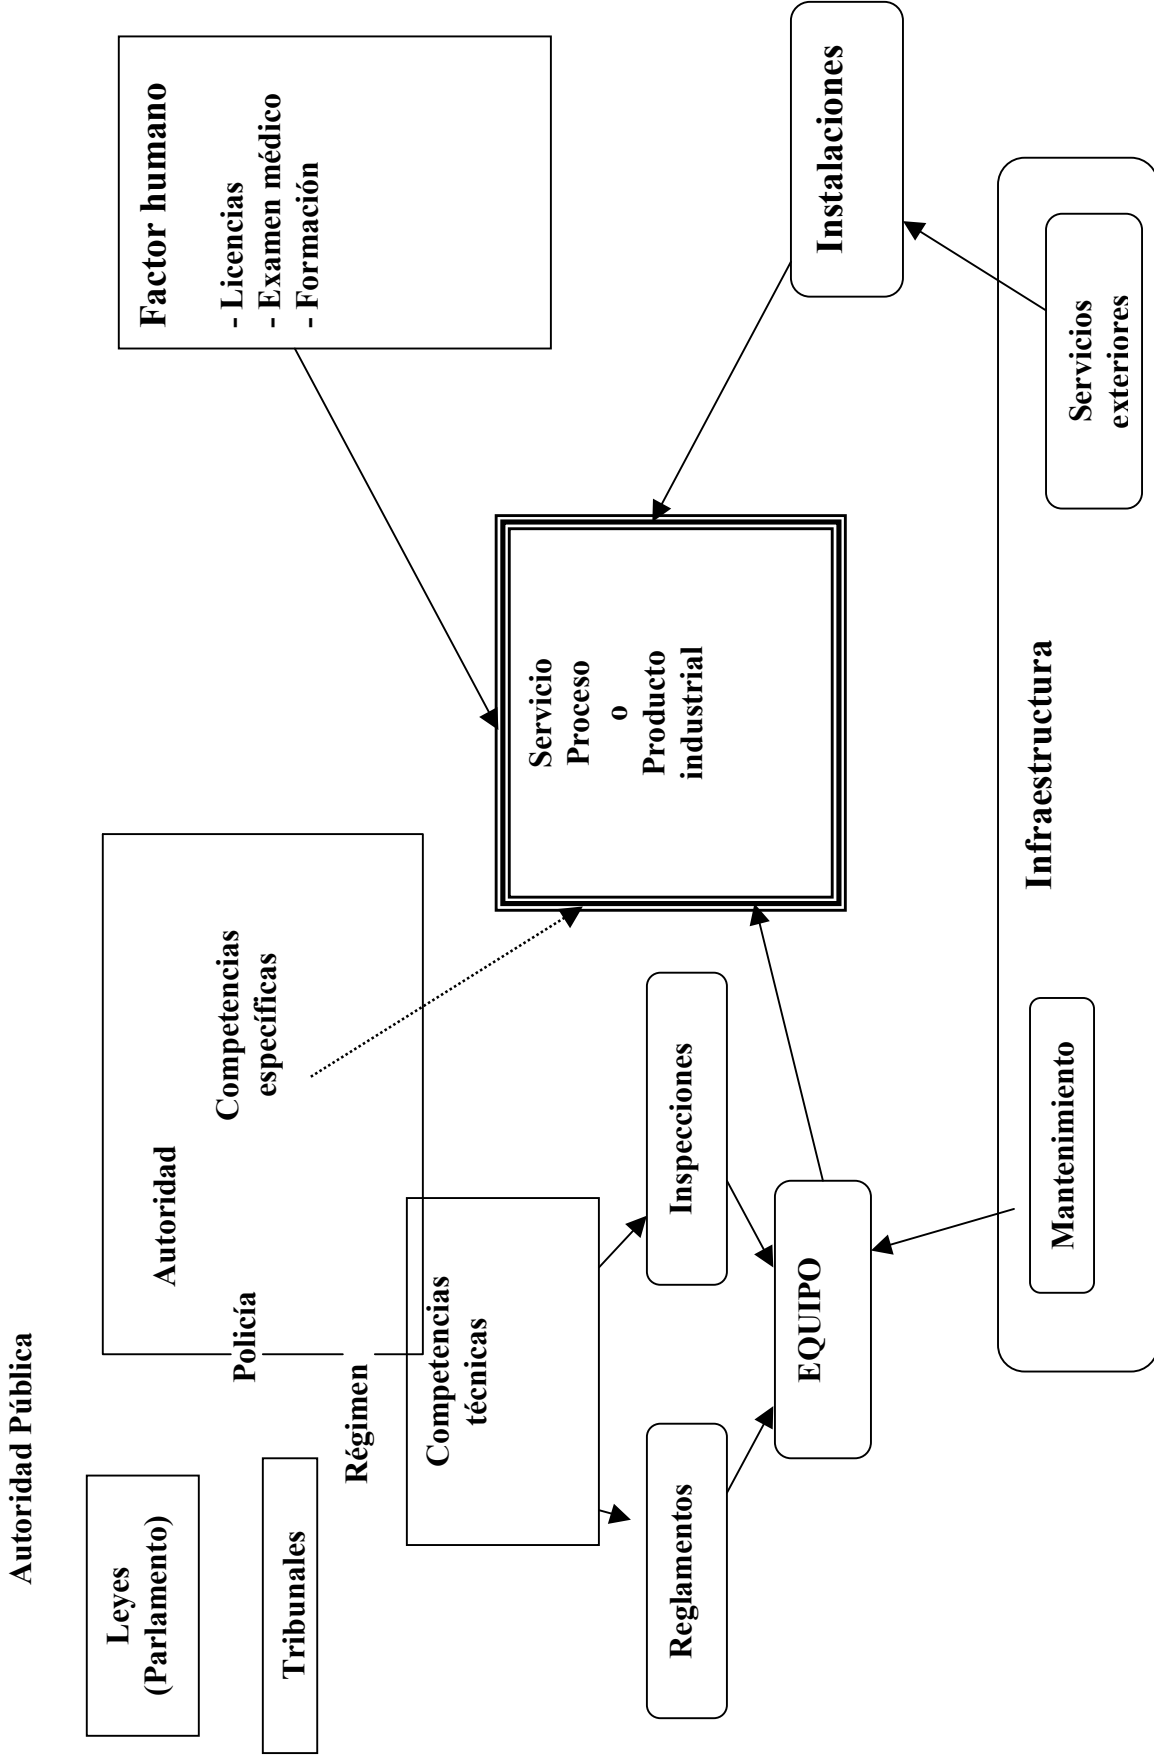 Autoridad Pública
Leyes
(Parlamento)
Tribunales
Autoridad
Policía
Régimen
Competencias
específicas
Competencias
técnicas
Factor humano
- Licencias
- Examen médico
- Formación
Reglamentos
Inspecciones
EQUIPO
Servicio
Proceso
o
Producto
industrial
Instalaciones
Infraestructura
Mantenimiento
Servicios
exteriores